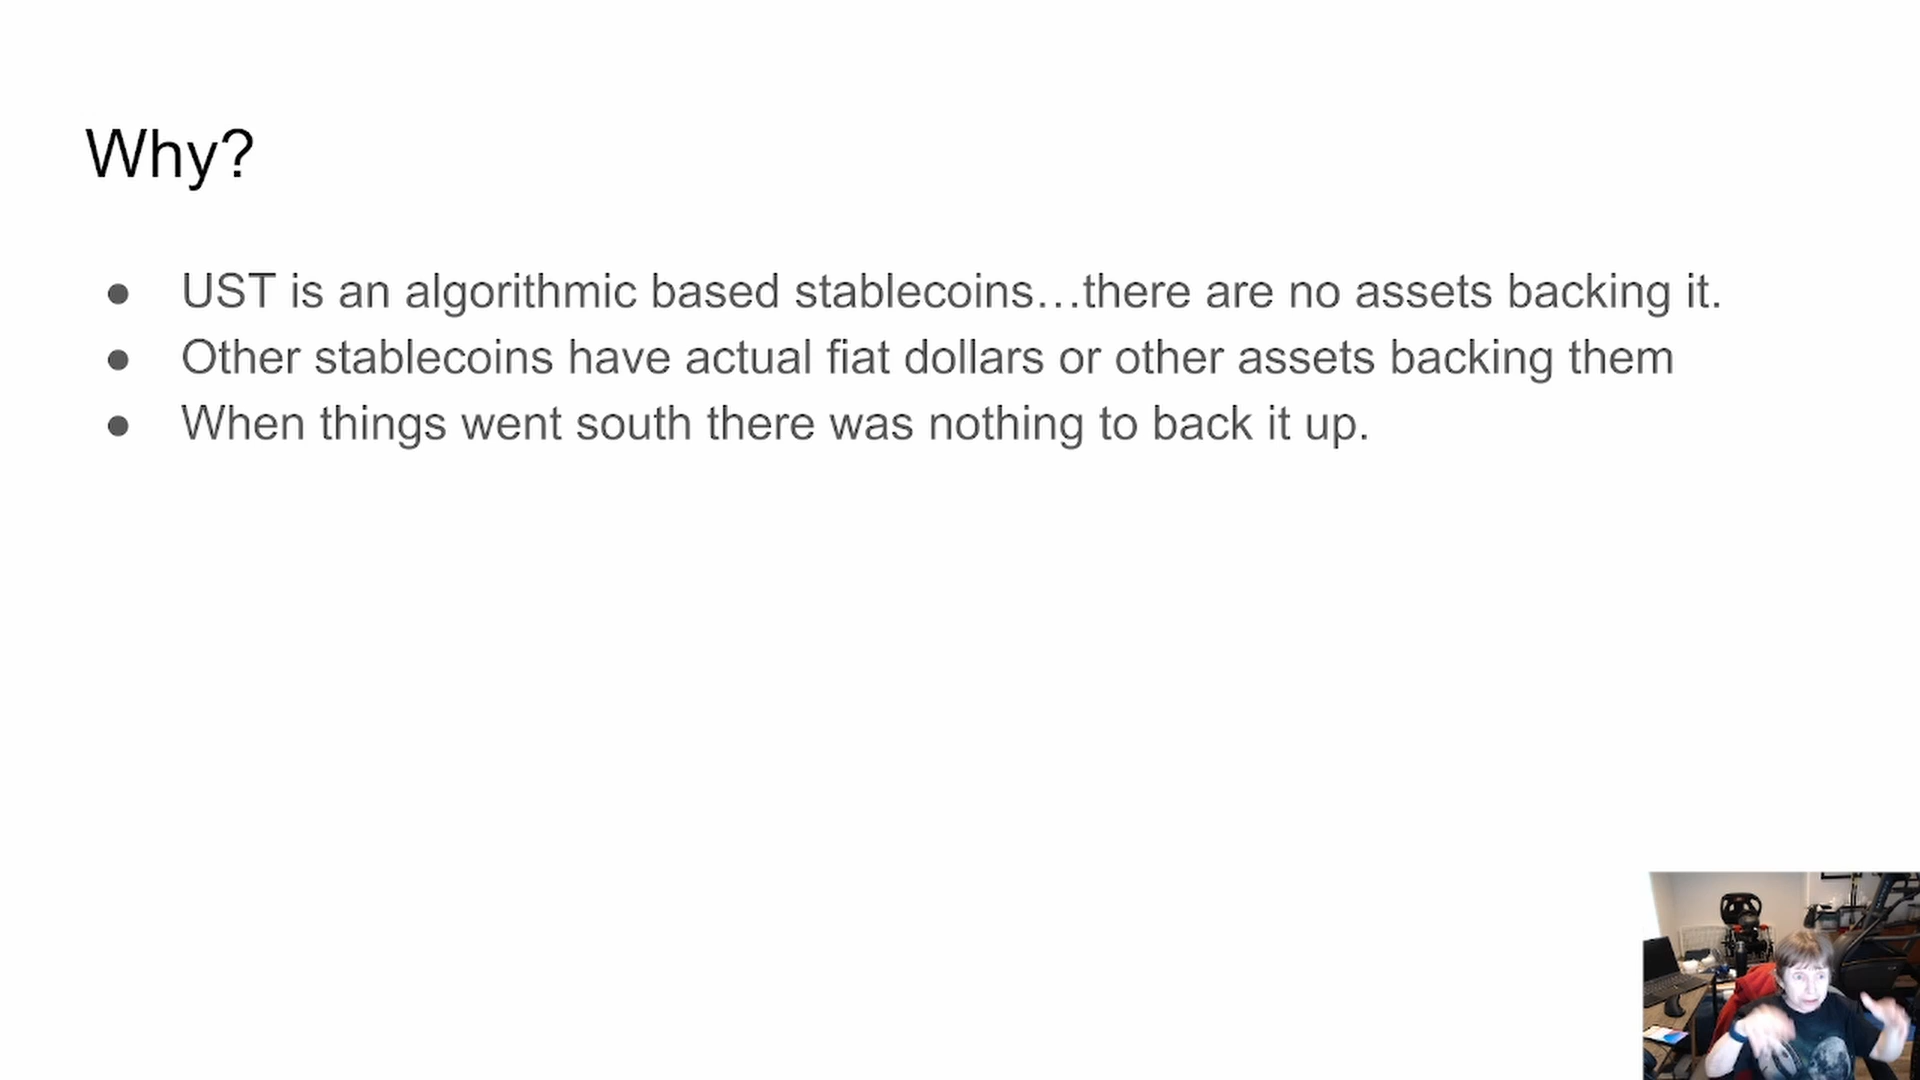 Why?
● UST is an algorithmic based stablecoins…there are no assets backing it.
● Other stablecoins have actual fiat dollars or other assets backing them
● When things went south there was nothing to back it up.